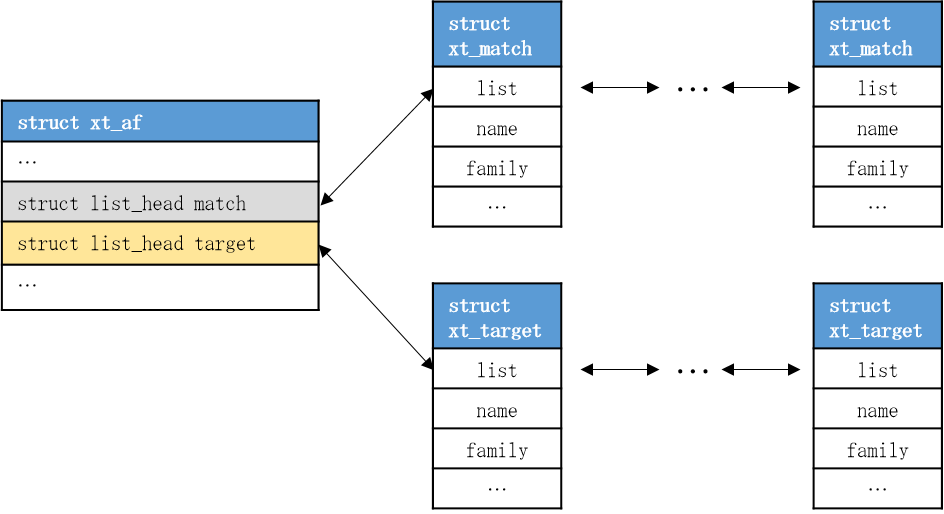 struct xt_af
...
struct list_head match
struct list_head target
...
struct
xt_match
list
name
family
...
...
struct
xt_match
list
name
family
...
struct
xt_target
list
name
family
...
...
struct
xt_target
list
name
family
...